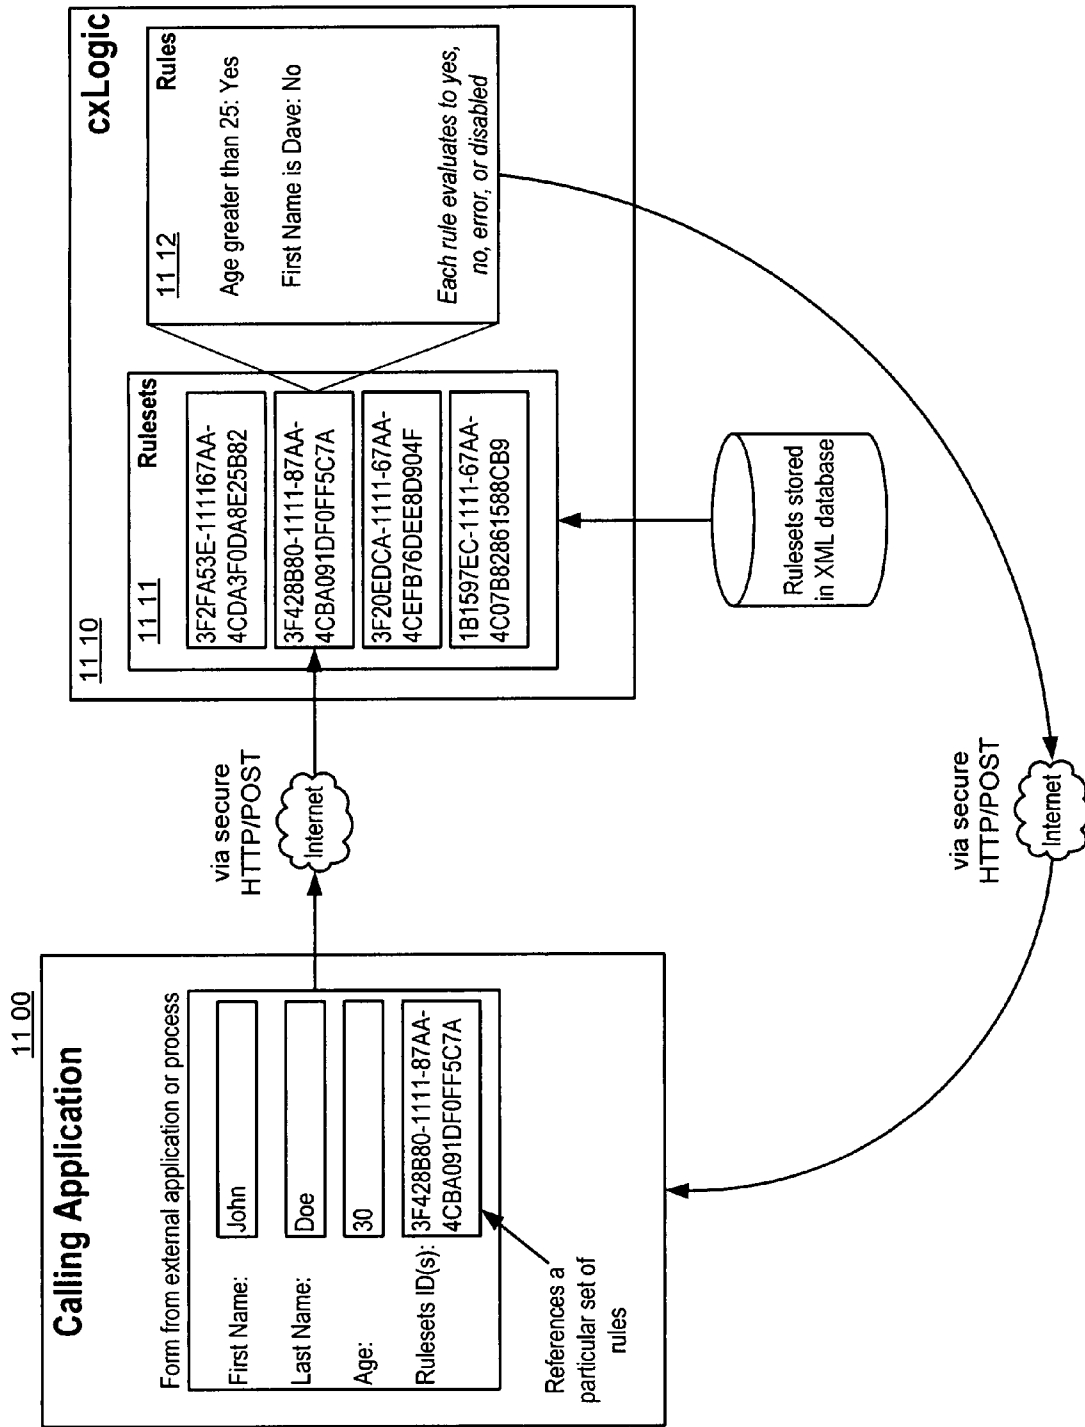 11 00
Calling Application
Form from external application or process
First Name:
John
Last Name:
Doe
Age:
30
Rulesets ID(s):
3F428B80-1111-87AA-
4CBA091DF0FF5C7A
References a
particular set of
rules
via secure
HTTP/POST
Internet
11 10
cxLogic
11 11
Rulesets
3F2FA53E-111167AA-
4CDA3F0DA8E25B82
3F428B80-1111-87AA-
4CBA091DF0FF5C7A
3F20EDCA-1111-67AA-
4CEFB76DEE8D904F
1B1597EC-1111-67AA-
4C07B82861588CB9
11 12
Rules
Age greater than 25: Yes
First Name is Dave: No
Each rule evaluates to yes,
no, error, or disabled
Rulesets stored
in XML database
via secure
HTTP/POST
Internet